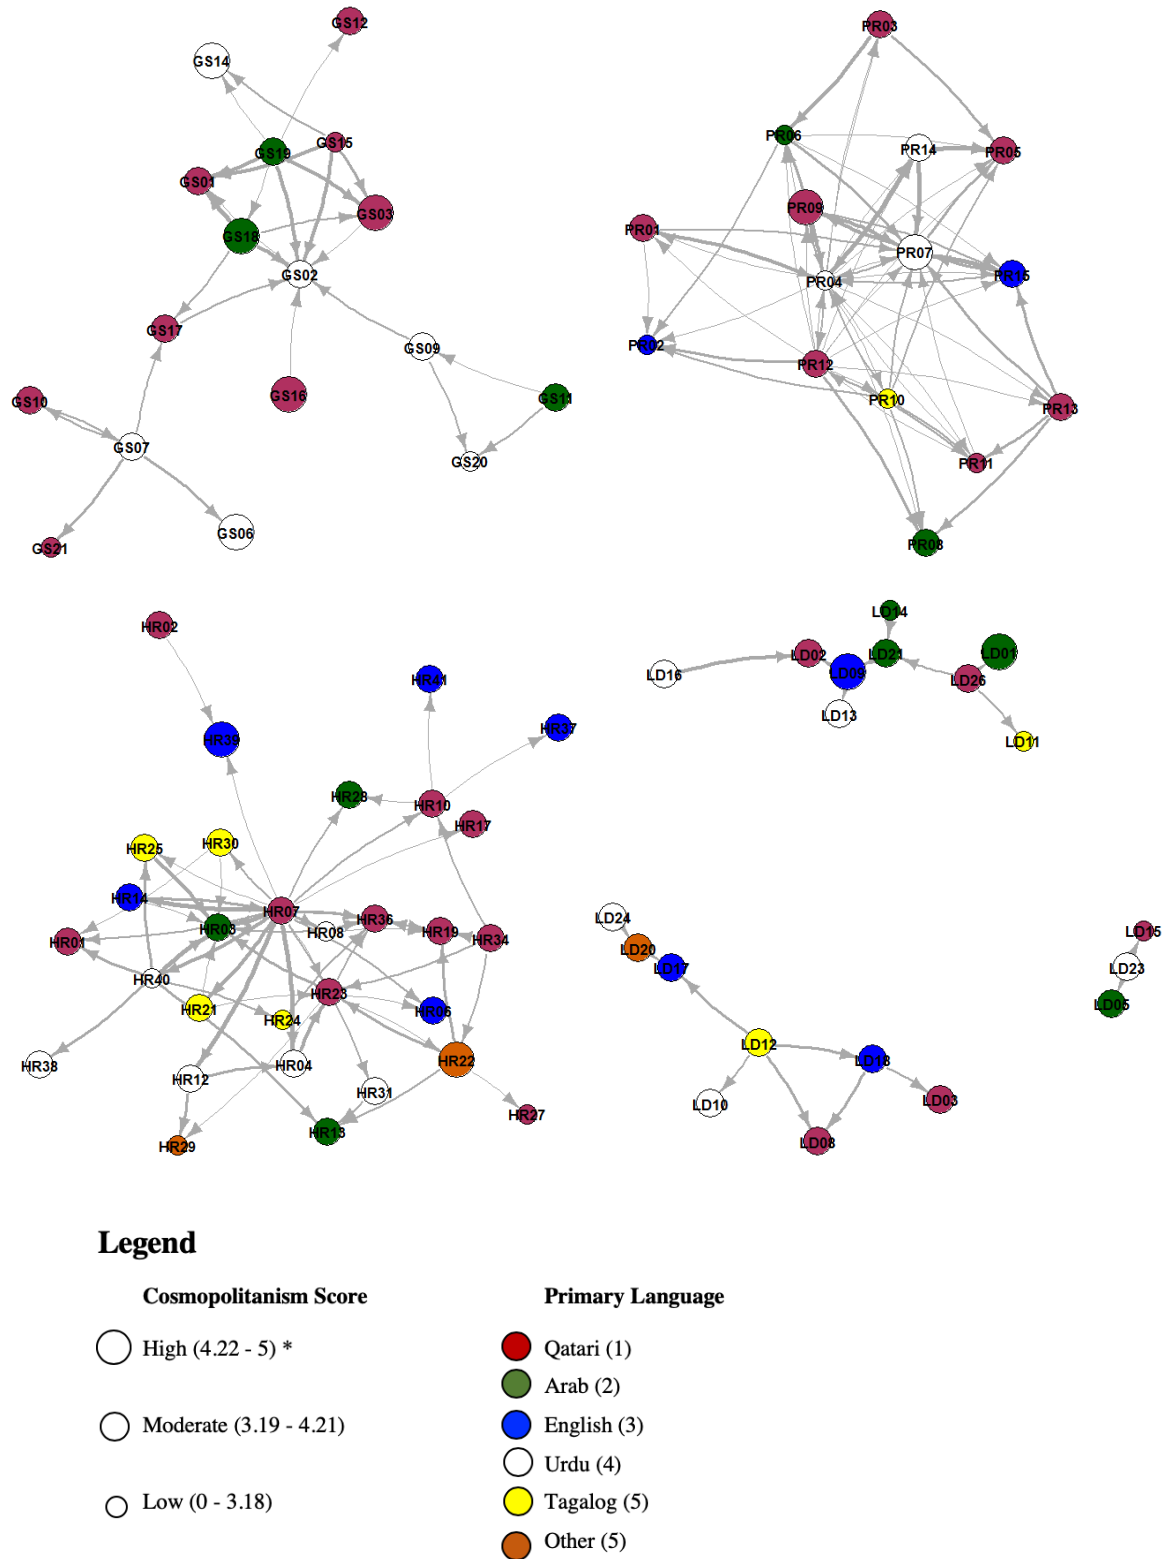 GS12
GS14
GS15
GS19
GS01
GS03
GS18
GS02
GS17
GS09
GS16
GS10
GS11
GS07
GS20
GS06
GS21
PR03
PR06
PR14
PR05
PR09
PR01
PR07
PR04
PR15
PR02
PR12
PR10
PR13
PR11
PR08
HR02
HR41
HR37
HR39
HR28
HR10
HR17
HR30
HR25
HR14
HR07
HR36
HR03
HR08
HR19
HR34
HR01
HR40
HR23
HR21
HR24
HR06
HR38
HR04
HR22
HR12
HR31
HR27
HR13
HR29
LD14
LD02
LD21
LD01
LD16
LD09
LD26
LD13
LD11
LD24
LD20
LD17
LD15
LD23
LD05
LD12
LD18
LD10
LD03
LD08
Legend
Cosmopolitanism Score
High (4.22 - 5) *
Moderate (3.19 - 4.21)
Low (0 - 3.18)
Primary Language
Qatari (1)
Arab (2)
English (3)
Urdu (4)
Tagalog (5)
Other (5)